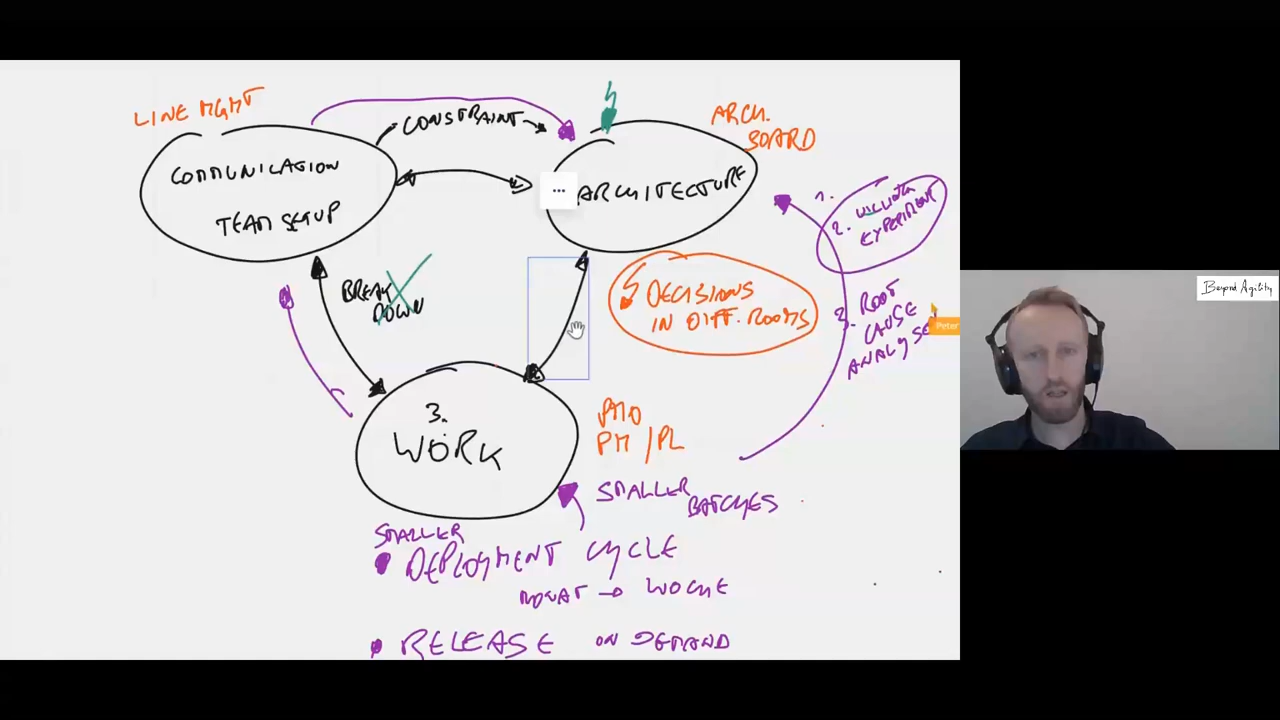 LINE MGMT
CONSTRAINT
ARCH.
BOARD
COMMUNICATION
TEAM SETUP
...
ARCHITECTURE
1.
2.
EXPERIMENT
BREAK
DOWN
DECISIONS
IN DIFF. ROOMS
3. ROOT
CAUSE
ANALYSE
Beyond Agility
Peter
3.
WORK
PMO
PM / PL
SMALLER
BATCHES
SMALLER
DEPLOYMENT CYCLE
MONAT → WOCHE
RELEASE ON DEMAND